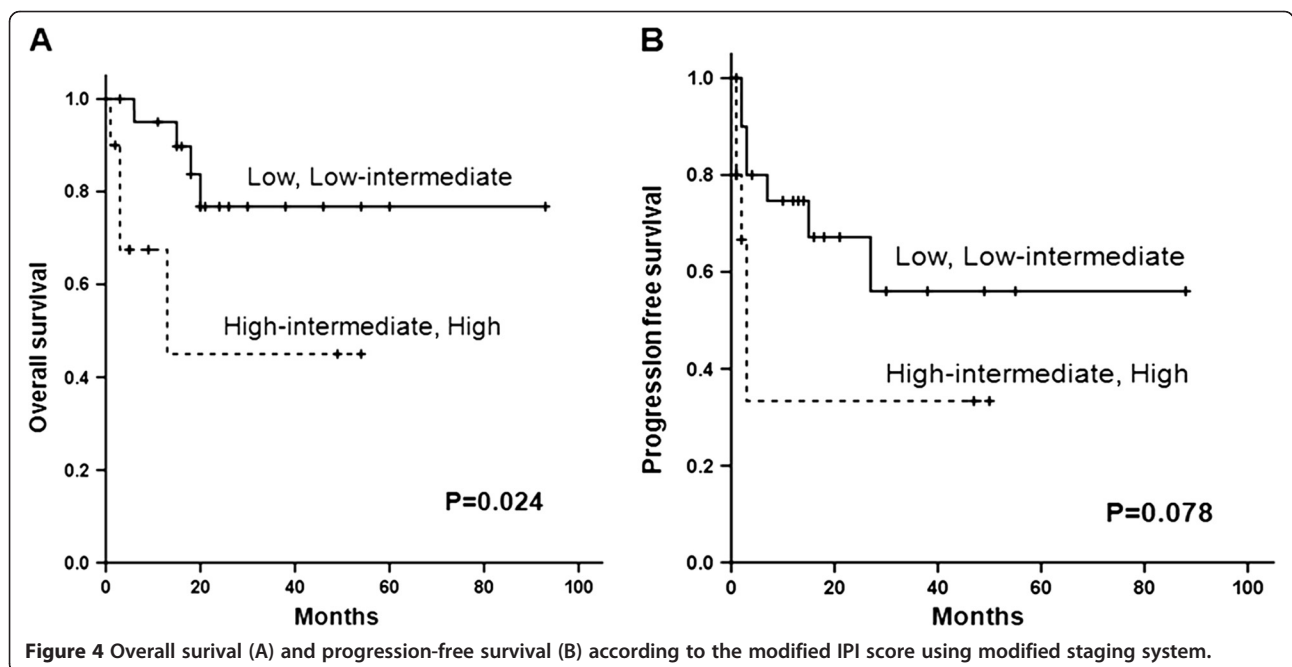 A
Overall survival
1.0
0.8
0.6
0.4
0.2
0.0
Low, Low-intermediate
High-intermediate, High
P=0.024
0 20 40 60 80 100
Months
B
Progression free survival
1.0
0.8
0.6
0.4
0.2
0.0
Low, Low-intermediate
High-intermediate, High
P=0.078
0 20 40 60 80 100
Months
Figure 4 Overall surival (A) and progression-free survival (B) according to the modified IPI score using modified staging system.